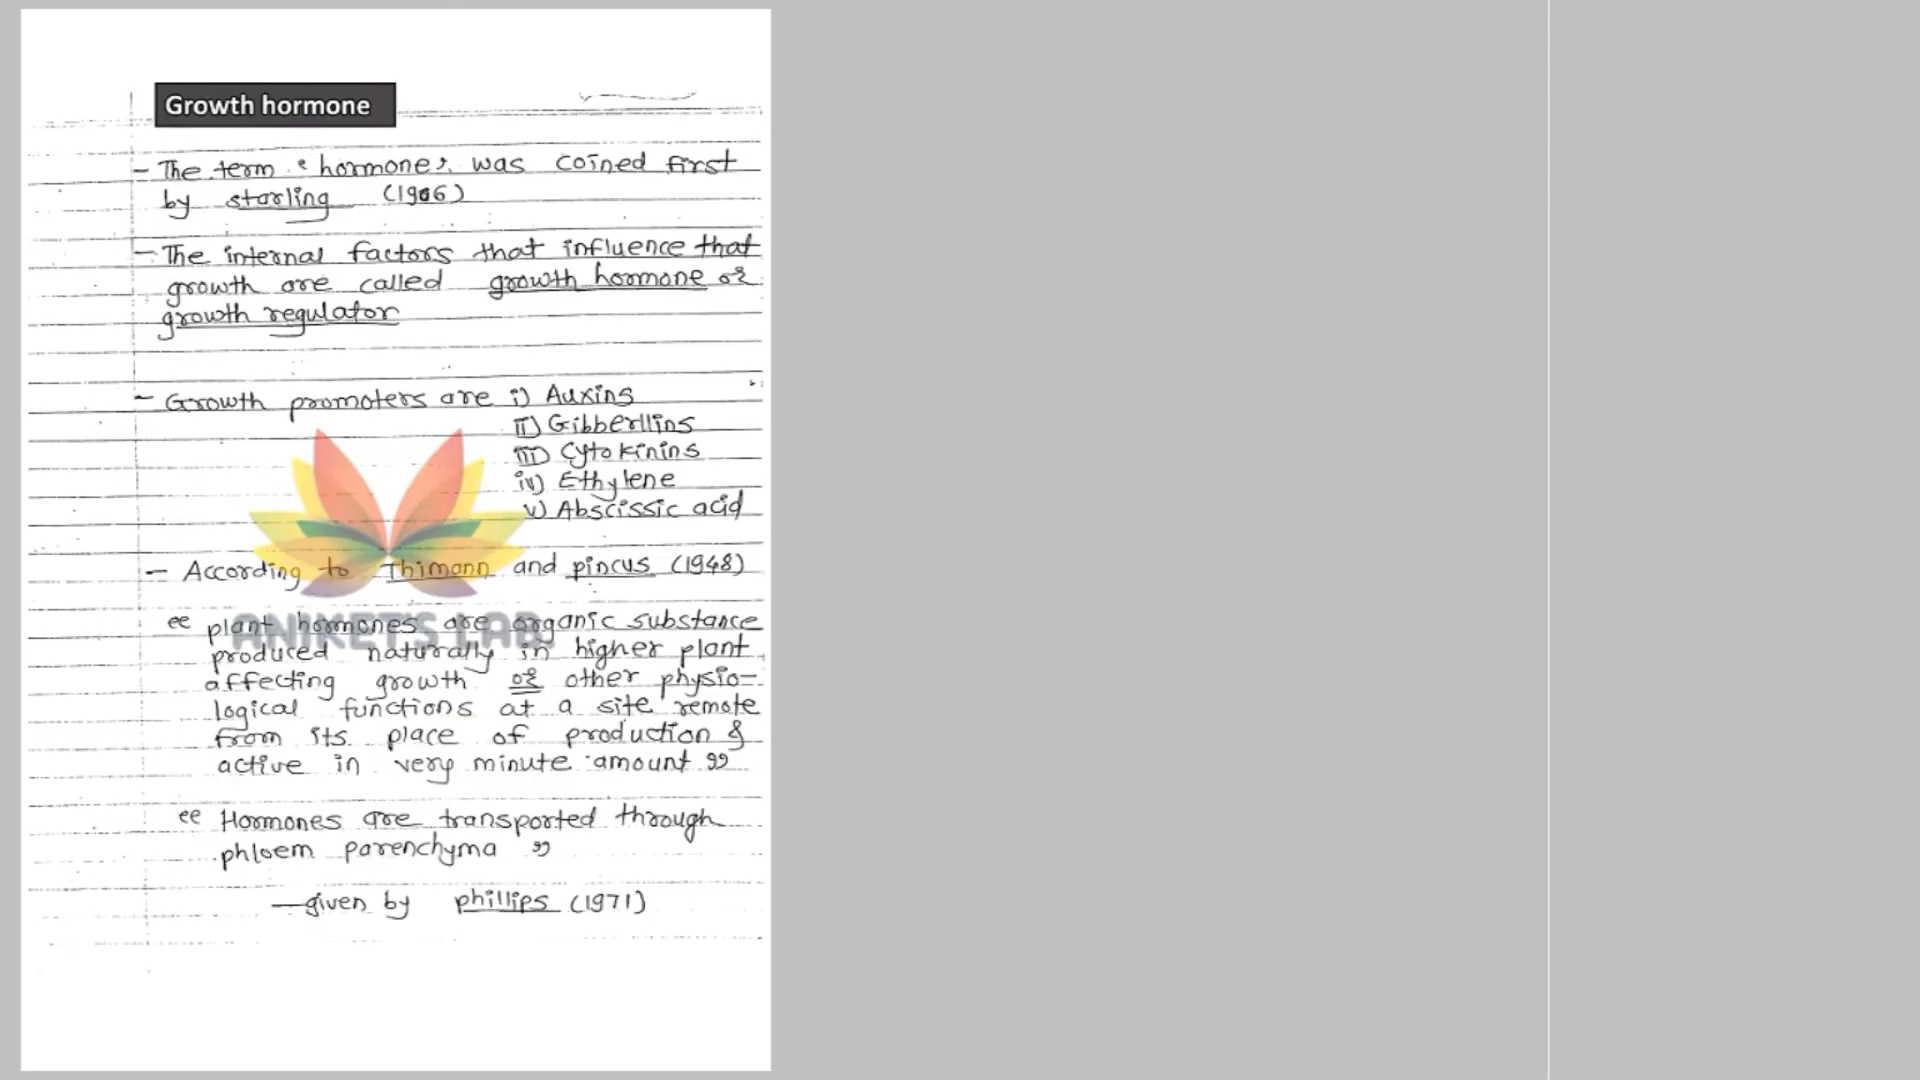 Growth hormone
- The term "hormone", was coined first
by starling (1906)
- The internal factors that influence that
growth are called growth hormone or
growth regulator
- Growth promoters are i) Auxins
ii) Gibberllins
iii) Cytokinins
iv) Ethylene
v) Abscissic acid
- According to Thimann and pincus (1948)
ANIKET'S LAB
" plant hormones are organic substance
produced naturally in higher plant
affecting growth or other physio-
logical functions at a site remote
from its place of production &
active in very minute amount "
" Hormones are transported through
phloem parenchyma "
- given by phillips (1971)